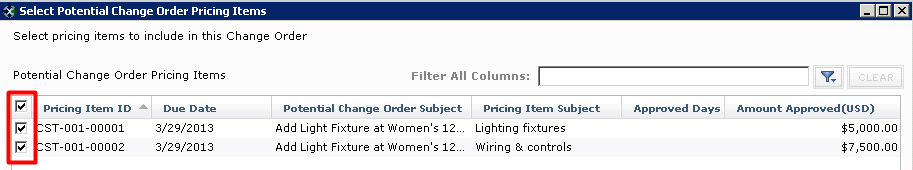 Select Potential Change Order Pricing Items
Select pricing items to include in this Change Order
Potential Change Order Pricing Items Filter All Columns: CLEAR
Pricing Item ID Due Date Potential Change Order Subject Pricing Item Subject Approved Days Amount Approved(USD)
CST-001-00001 3/29/2013 Add Light Fixture at Women's 12... Lighting fixtures $5,000.00
CST-001-00002 3/29/2013 Add Light Fixture at Women's 12... Wiring & controls $7,500.00